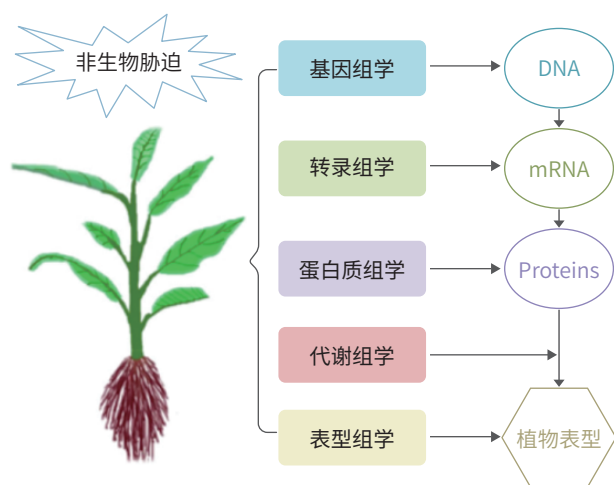 非生物胁迫
基因组学
DNA
转录组学
mRNA
蛋白质组学
Proteins
代谢组学
表型组学
植物表型